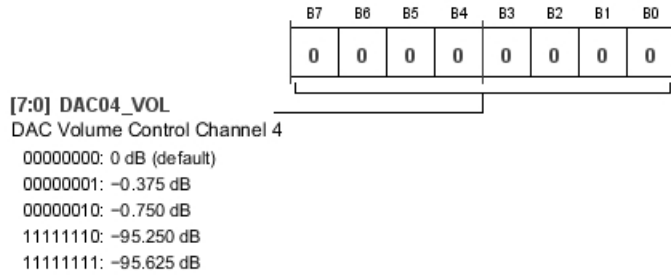 B7 B6 B5 B4 B3 B2 B1 B0
0 0 0 0 0 0 0 0
[7:0] DAC04_VOL
DAC Volume Control Channel 4
00000000: 0 dB (default)
00000001: −0.375 dB
00000010: −0.750 dB
11111110: −95.250 dB
11111111: −95.625 dB